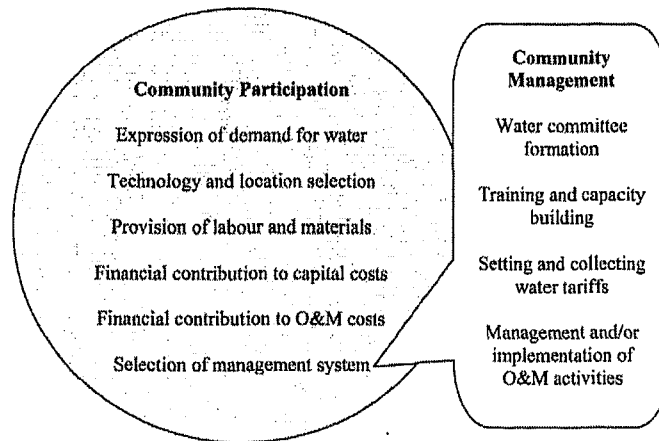 Community Participation
Expression of demand for water
Technology and location selection
Provision of labour and materials
Financial contribution to capital costs
Financial contribution to O&M costs
Selection of management system
Community
Management
Water committee
formation
Training and capacity
building
Setting and collecting
water tariffs
Management and/or
implementation of
O&M activities